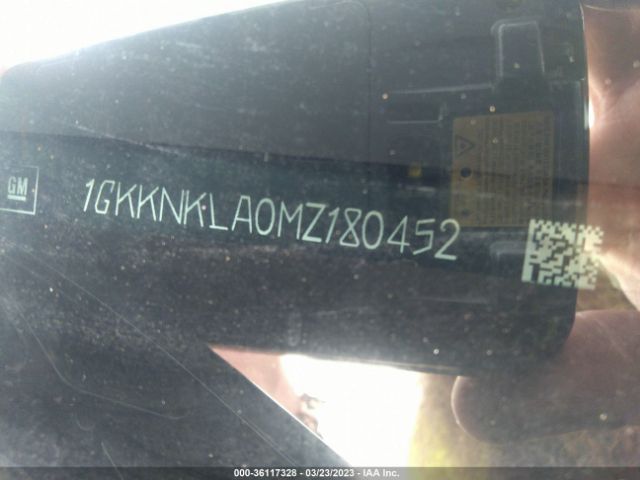 GM
1GKKNKLA0MZ180452
000-36117328 - 03/23/2023 - IAA Inc.